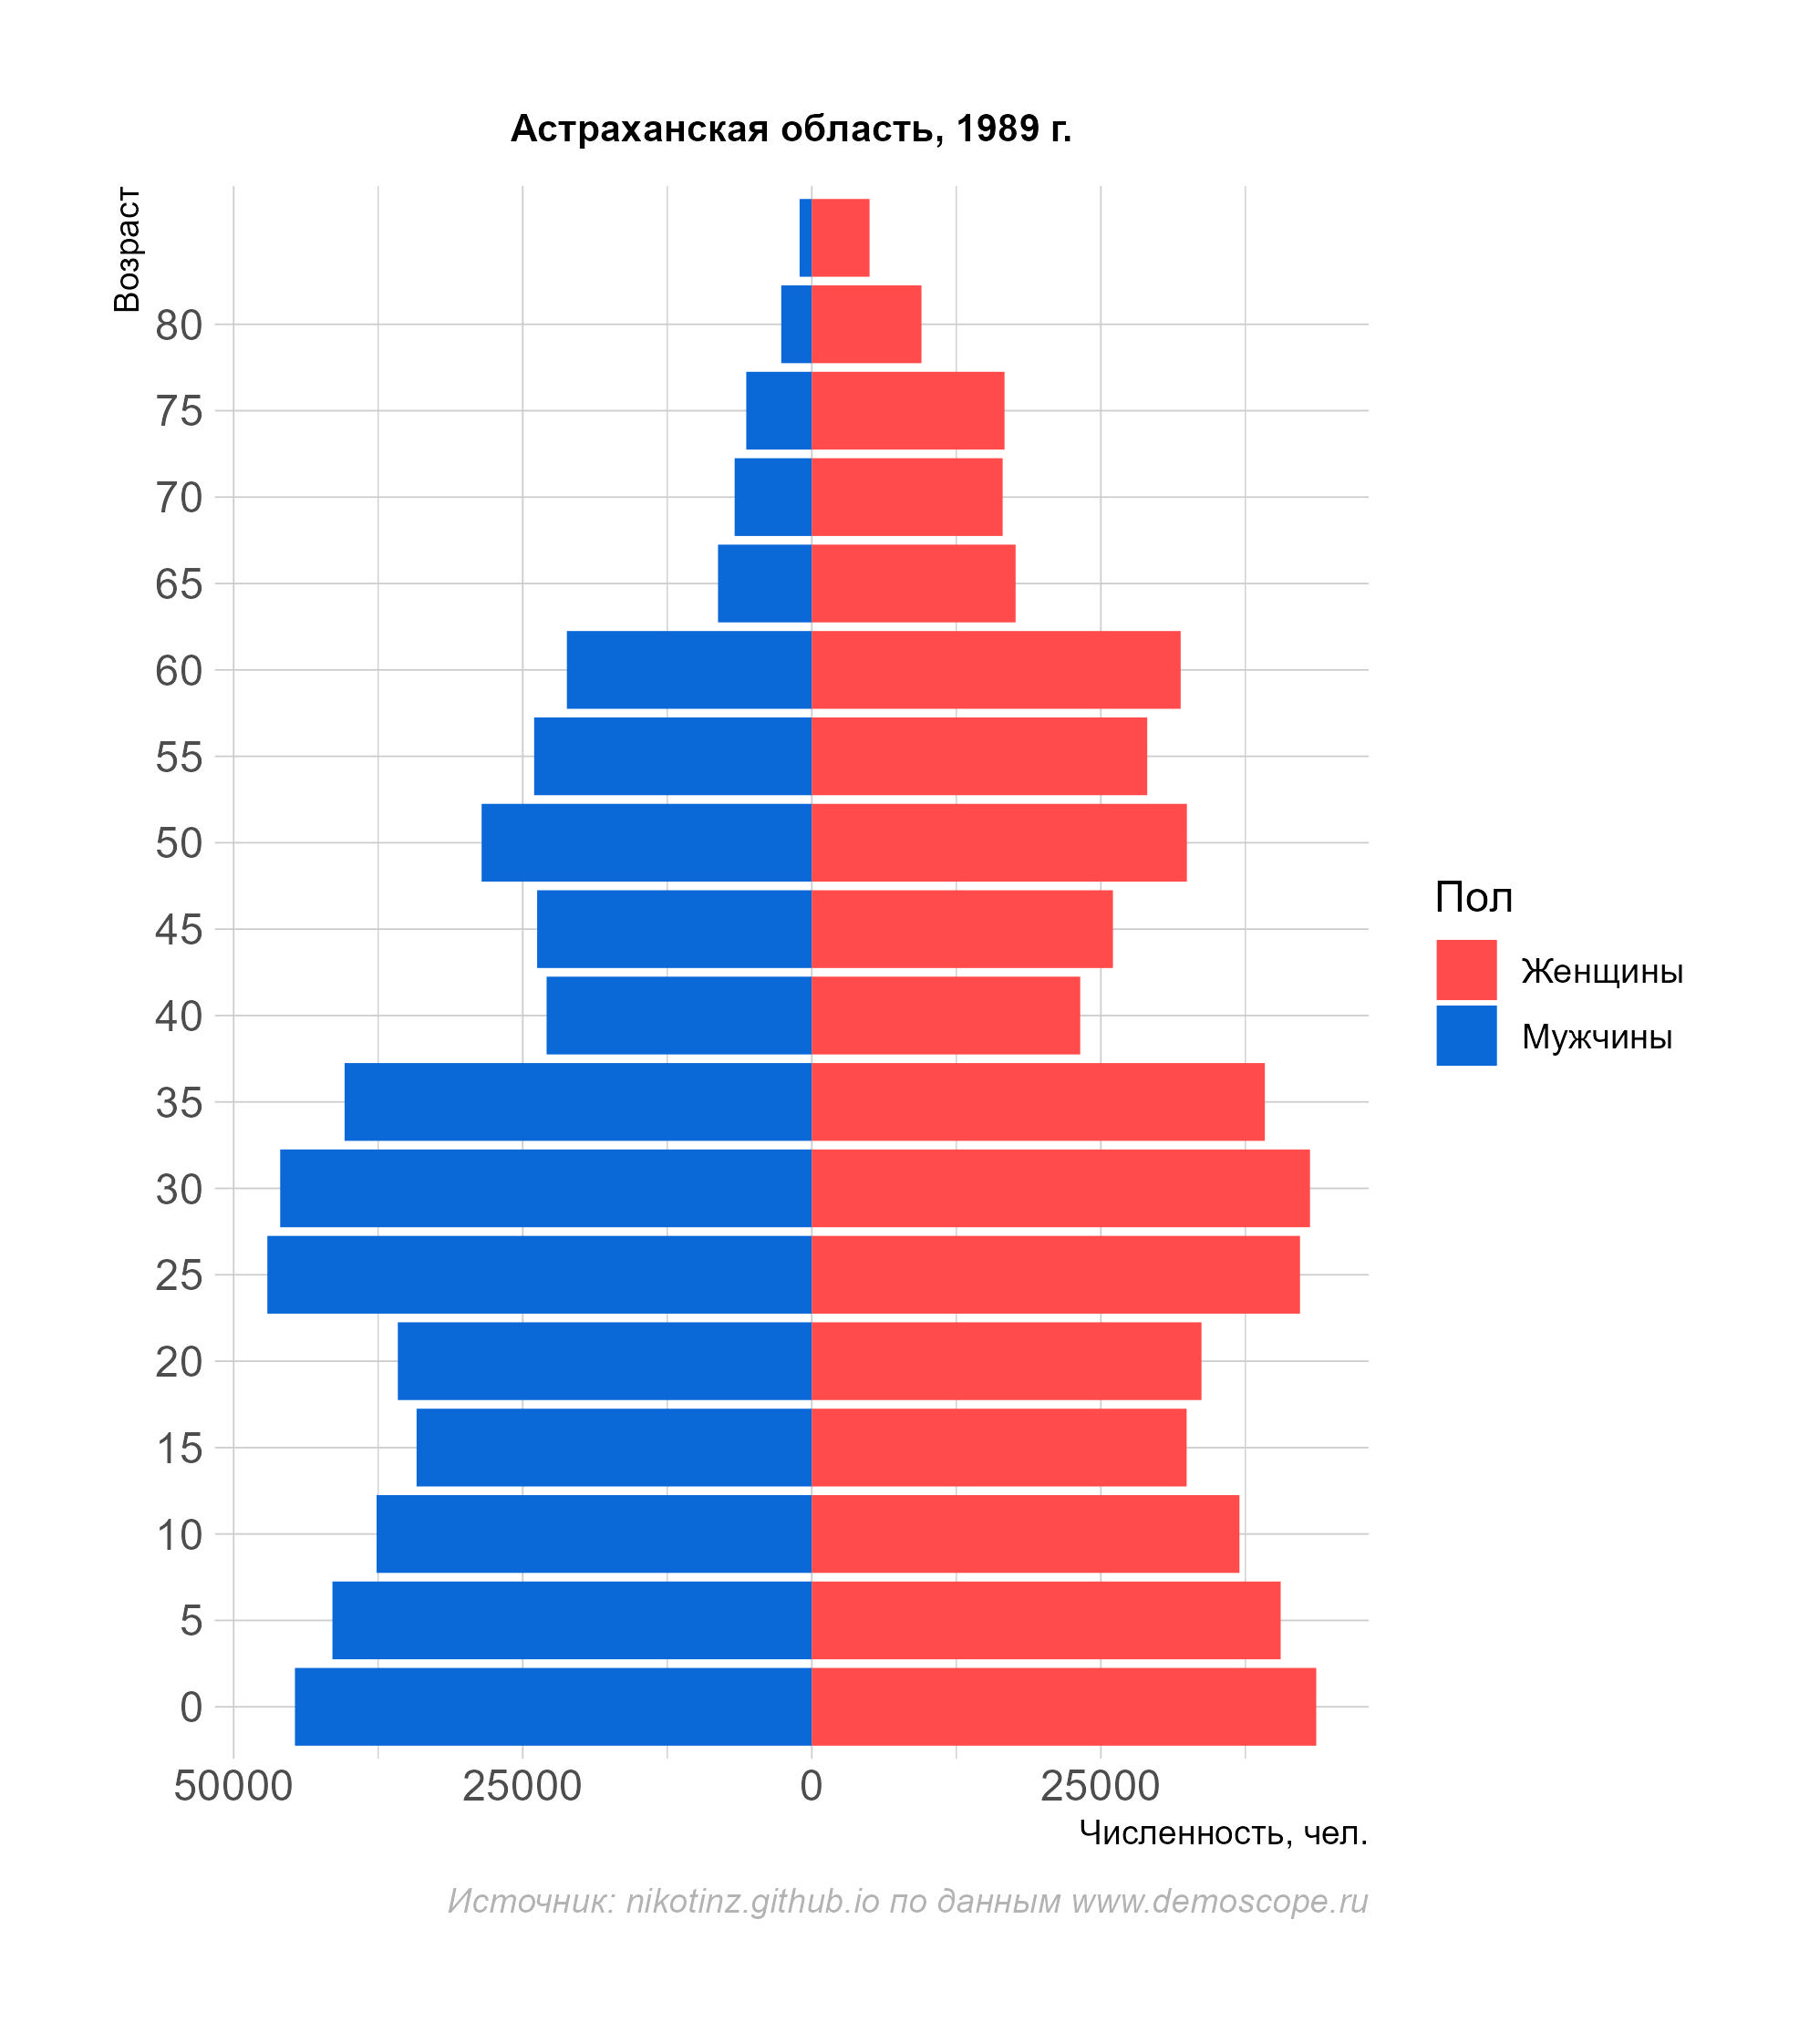 Астраханская область, 1989 г.
Возраст
80
75
70
65
60
55
50
45
40
35
30
25
20
15
10
5
0
50000 25000 0 25000
Численность, чел.
Пол
Женщины
Мужчины
Источник: nikotinz.github.io по данным www.demoscope.ru